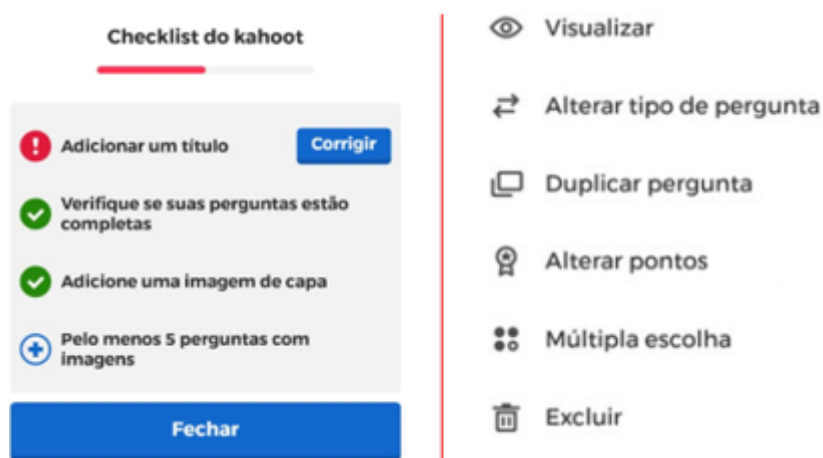 Checklist do kahoot
Adicionar um título
Corrigir
Verifique se suas perguntas estão
completas
Adicione uma imagem de capa
Pelo menos 5 perguntas com
imagens
Fechar
Visualizar
Alterar tipo de pergunta
Duplicar pergunta
Alterar pontos
Múltipla escolha
Excluir